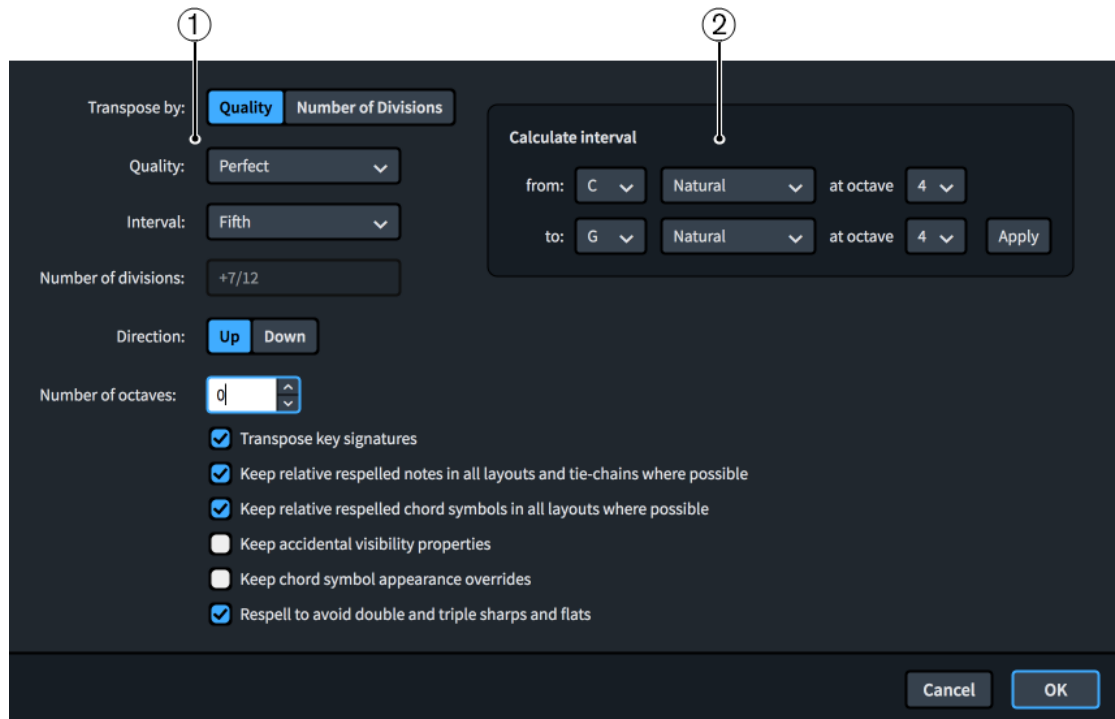 1 2
Transpose by: Quality Number of Divisions
Calculate interval
Quality: Perfect
from: C Natural at octave 4
Interval: Fifth
to: G Natural at octave 4 Apply
Number of divisions: +7/12
Direction: Up Down
Number of octaves: 0
Transpose key signatures
Keep relative respelled notes in all layouts and tie-chains where possible
Keep relative respelled chord symbols in all layouts where possible
Keep accidental visibility properties
Keep chord symbol appearance overrides
Respell to avoid double and triple sharps and flats
Cancel OK